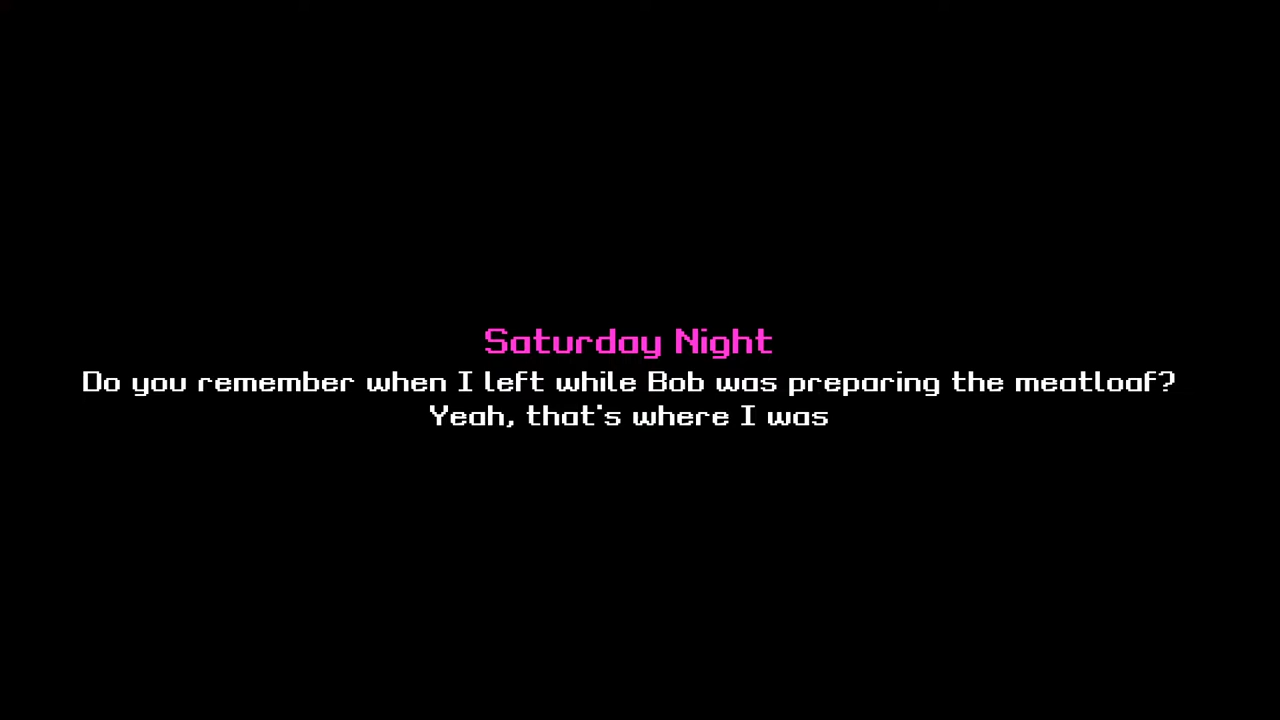 Saturday Night
Do you remember when I left while Bob was preparing the meatloaf?
Yeah, that's where I was